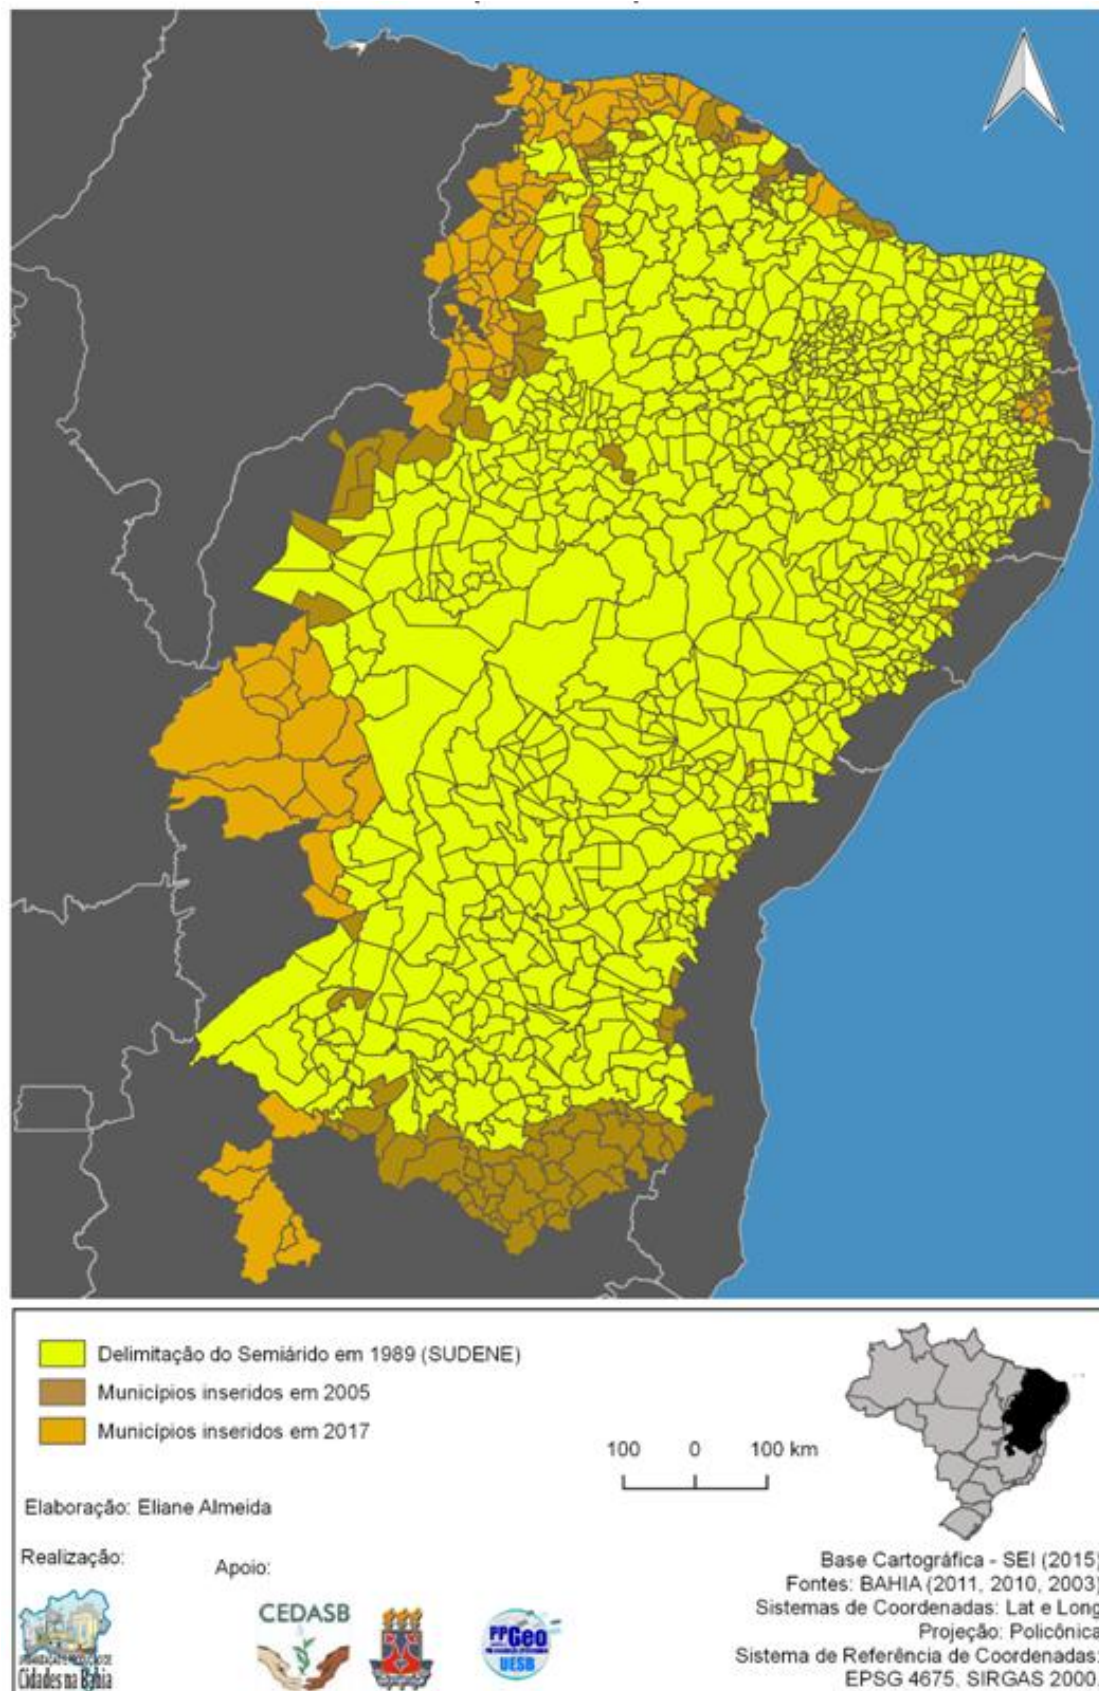 Delimitação do Semiárido em 1989 (SUDENE)
Municípios inseridos em 2005
Municípios inseridos em 2017
100 0 100 km
Elaboração: Eliane Almeida
Realização:
Apoio:
Cidades na Bahia
CEDASB
PPGeo
UESB
Base Cartográfica - SEI (2015)
Fontes: BAHIA (2011, 2010, 2003)
Sistemas de Coordenadas: Lat e Long
Projeção: Policônica
Sistema de Referência de Coordenadas:
EPSG 4675, SIRGAS 2000.